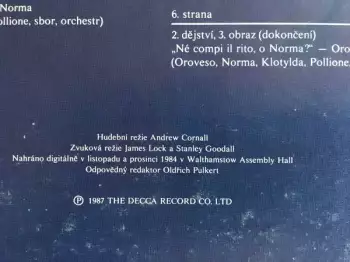 Norma
ollione, sbor, orchestr)
6. strana
2. dějství, 3. obraz (dokončení)
„Né compi il rito, o Norma?“ — Oro
(Oroveso, Norma, Klotylda, Pollione,
Hudební režie Andrew Cornall
Zvuková režie James Lock a Stanley Goodall
Nahráno digitálně v listopadu a prosinci 1984 v Walthamstow Assembly Hall
Odpovědný redaktor Oldřich Pulkert
℗ 1987 THE DECCA RECORD CO. LTD